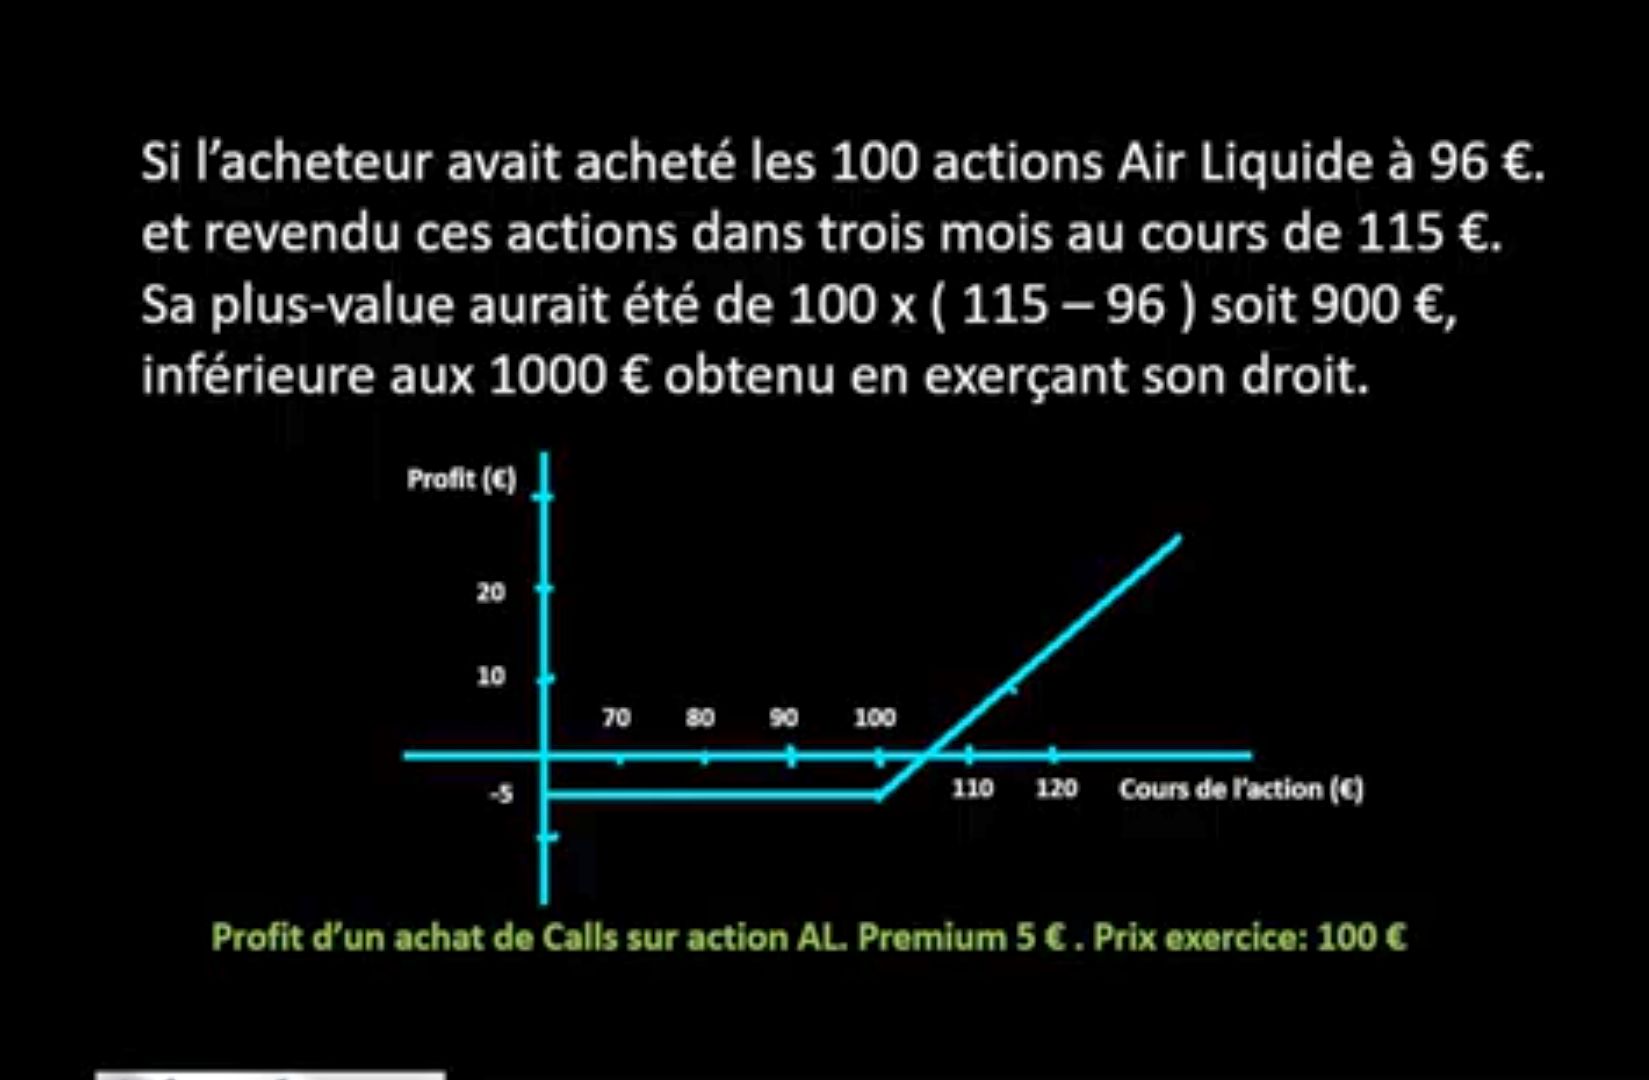 Si l’acheteur avait acheté les 100 actions Air Liquide à 96 €.
et revendu ces actions dans trois mois au cours de 115 €.
Sa plus-value aurait été de 100 x ( 115 – 96 ) soit 900 €,
inférieure aux 1000 € obtenu en exerçant son droit.
Profit (€)
20
10
70 80 90 100
-5
110 120 Cours de l’action (€)
Profit d’un achat de Calls sur action AL. Premium 5 € . Prix exercice: 100 €